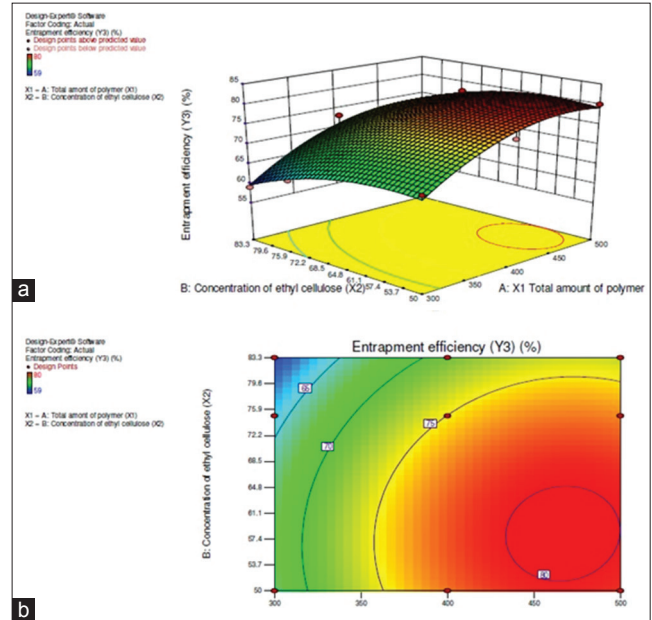 Design-Expert® Software
Factor Coding: Actual
Entrapment efficiency (Y3) (%)
Design points above predicted value
Design points below predicted value
80
59
X1 = A: Total amont of polymer (X1)
X2 = B: Concentration of ethyl cellulose (X2)
Entrapment efficiency (Y3) (%)
85
80
75
70
65
60
55
83.3
79.6
75.9
72.2
68.5
64.8
61.1
57.4
53.7
50
300
350
400
450
500
B: Concentration of ethyl cellulose (X2)
A: X1 Total amount of polymer
a
Design-Expert® Software
Factor Coding: Actual
Entrapment efficiency (Y3) (%)
Design Points
80
59
X1 = A: Total amont of polymer (X1)
X2 = B: Concentration of ethyl cellulose (X2)
Entrapment efficiency (Y3) (%)
B: Concentration of ethyl cellulose (X2)
83.3
79.6
75.9
72.2
68.5
64.8
61.1
57.4
53.7
50
65
70
75
80
300
350
400
450
500
b